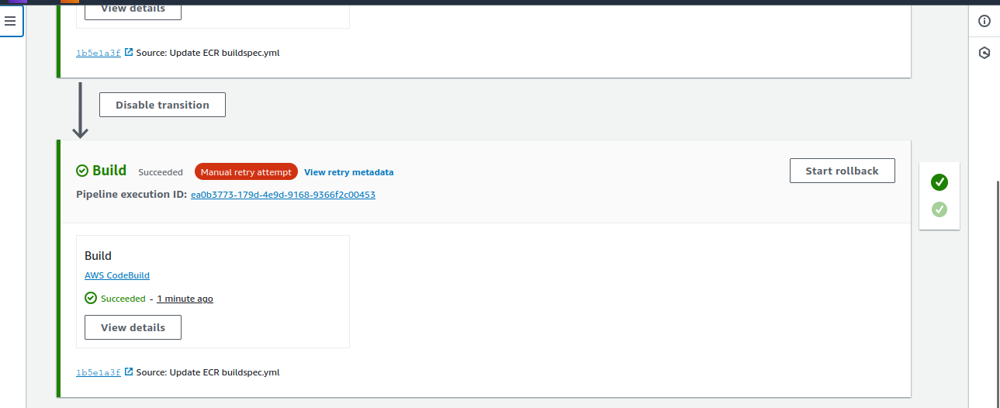 View details
1b5e1a3f Source: Update ECR buildspec.yml
Disable transition
Build Succeeded Manual retry attempt View retry metadata
Start rollback
Pipeline execution ID: ea0b3773-179d-4e9d-9168-9366f2c00453
Build
AWS CodeBuild
Succeeded - 1 minute ago
View details
1b5e1a3f Source: Update ECR buildspec.yml